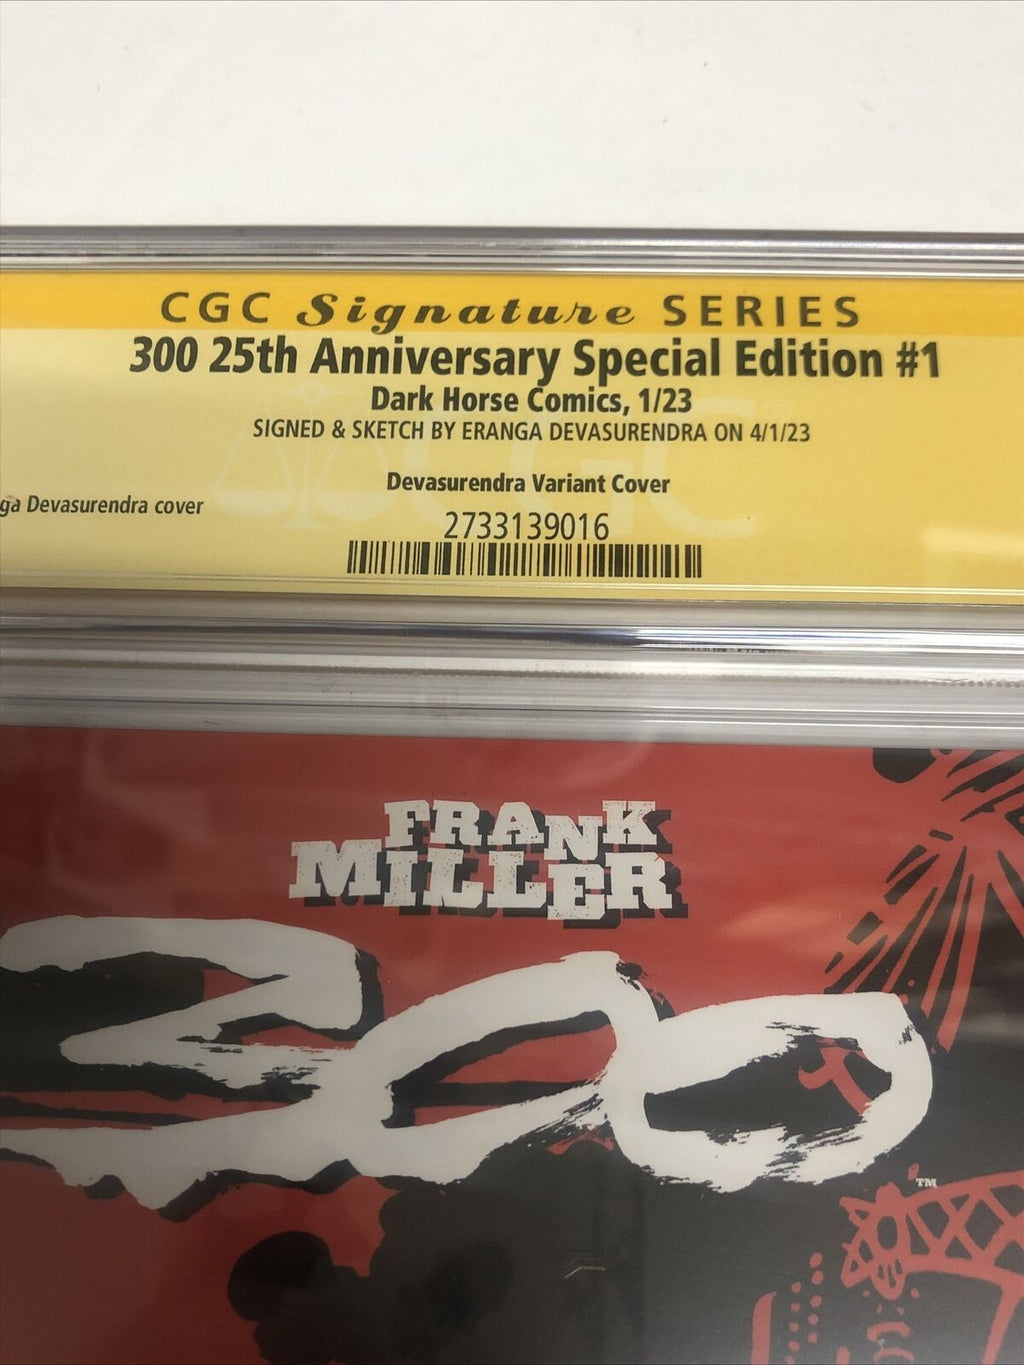 CGC Signature SERIES
300 25th Anniversary Special Edition #1
Dark Horse Comics, 1/23
SIGNED & SKETCH BY ERANGA DEVASURENDRA ON 4/1/23
Devasurendra Variant Cover
ga Devasurendra cover
2733139016
CGC
FRANK
MILLER
300
TM